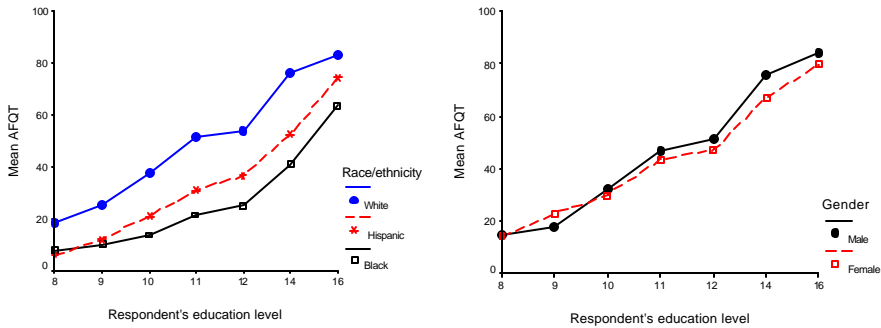 100
80
60
40
20
0
Mean AFQT
8 9 10 11 12 14 16
Respondent's education level
Race/ethnicity
White
Hispanic
Black
100
80
60
40
20
0
Mean AFQT
8 9 10 11 12 14 16
Respondent's education level
Gender
Male
Female